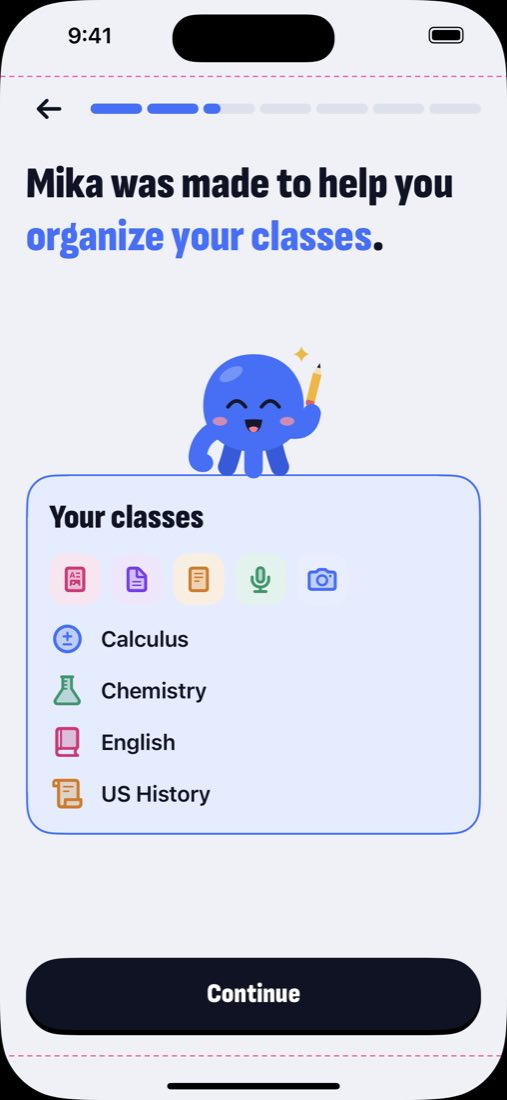 9:41
Mika was made to help you
organize your classes.
Your classes
Calculus
Chemistry
English
US History
Continue